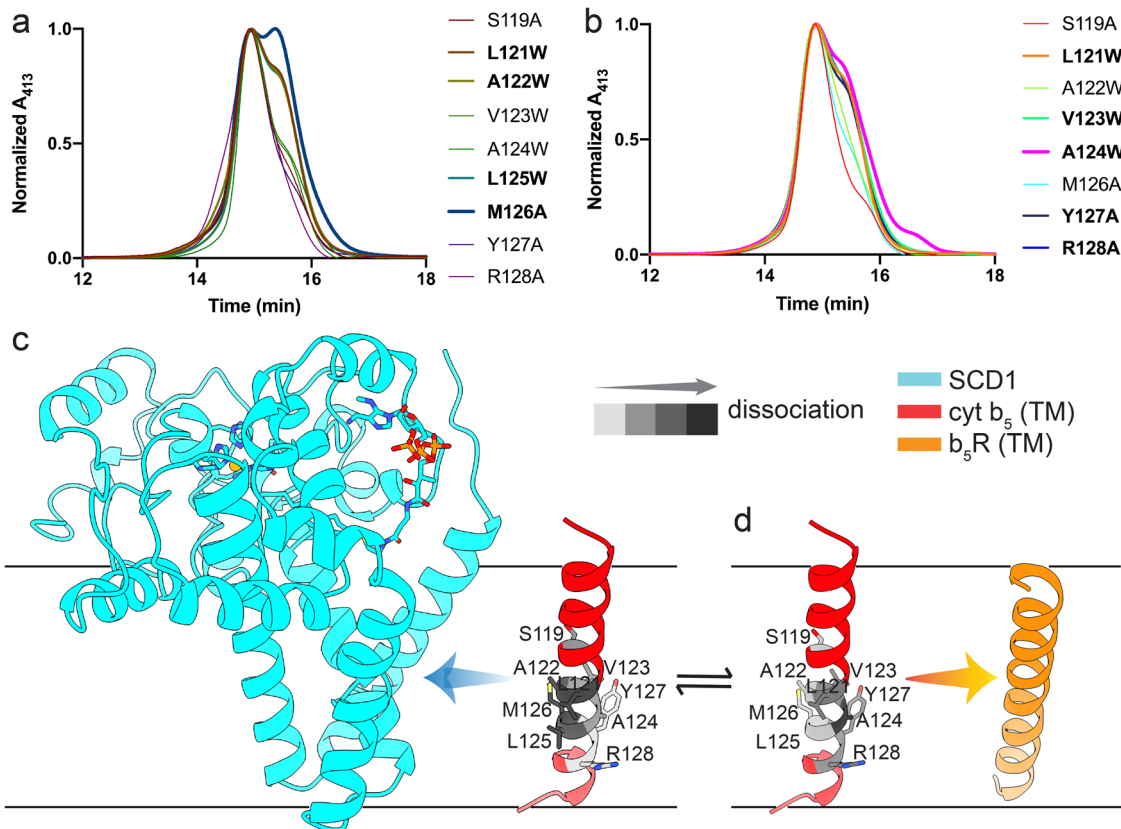 a
Normalized A413
1.0
0.5
0.0
12
14
16
18
Time (min)
S119A
L121W
A122W
V123W
A124W
L125W
M126A
Y127A
R128A
b
Normalized A413
1.0
0.5
0.0
12
14
16
18
Time (min)
S119A
L121W
A122W
V123W
A124W
M126A
Y127A
R128A
c
dissociation
SCD1
cyt b5 (TM)
b5R (TM)
S119
A122
V123
L121
Y127
M126
A124
L125
R128
d
S119
A122
V123
L121
Y127
M126
A124
L125
R128